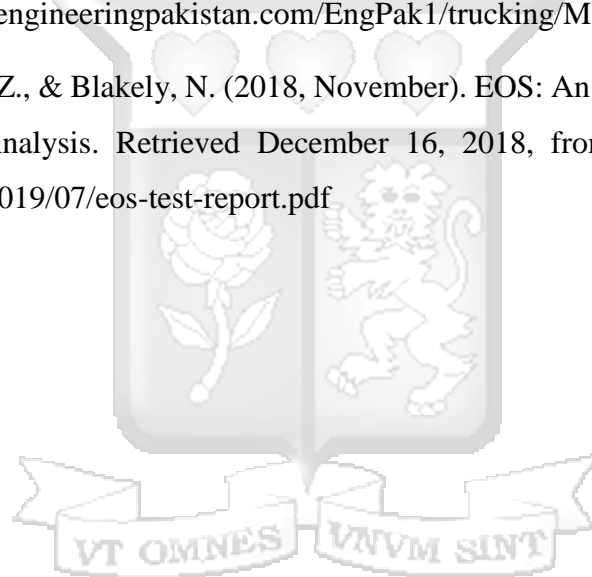 engineeringpakistan.com/EngPak1/trucking/M
Z., & Blakely, N. (2018, November). EOS: An
nalysis. Retrieved December 16, 2018, from
019/07/eos-test-report.pdf
VT OMNES VNVM SINT